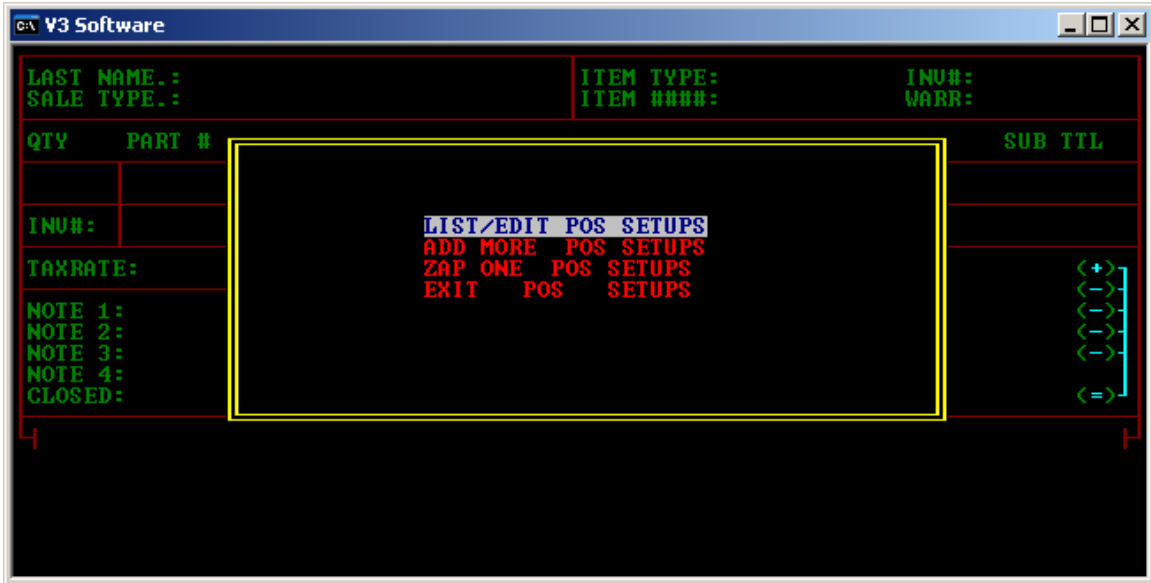 V3 Software
LAST NAME.: ITEM TYPE: INV#:
SALE TYPE.: ITEM ####: WARR:
QTY PART # SUB TTL
INV#:
LIST/EDIT POS SETUPS
ADD MORE  POS SETUPS
ZAP ONE  POS SETUPS
EXIT   POS   SETUPS
TAXRATE: (+)
(-)
NOTE 1: (-)
NOTE 2: (-)
NOTE 3: (-)
NOTE 4:
CLOSED: (=)